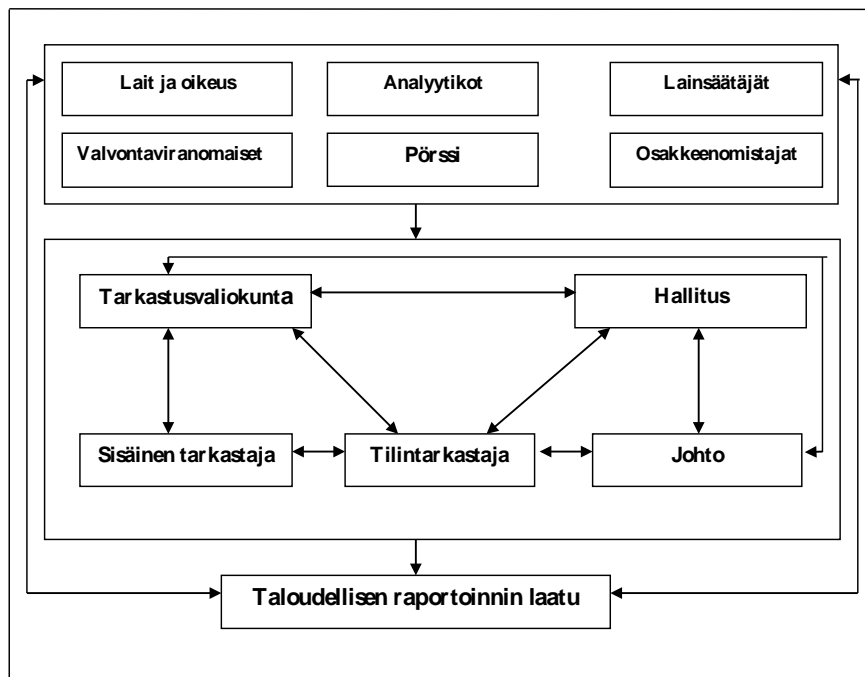 Lait ja oikeus
Analyytikot
Lainsäätäjät
Valvontaviranomaiset
Pörssi
Osakkeenomistajat
Tarkastusvaliokunta
Hallitus
Sisäinen tarkastaja
Tilintarkastaja
Johto
Taloudellisen raportoinnin laatu